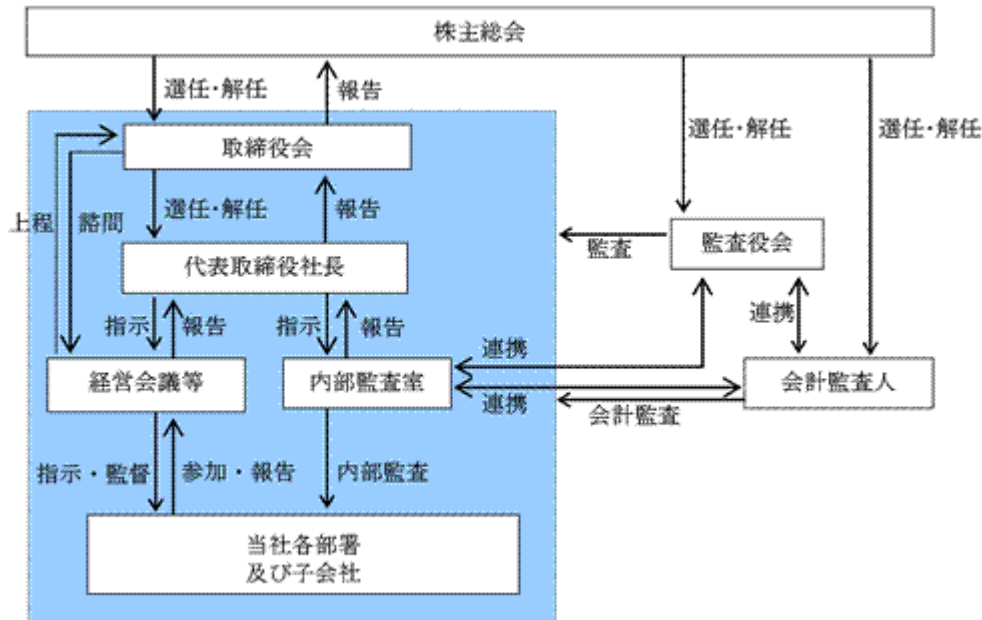 株主総会
選任・解任
報告
選任・解任
選任・解任
取締役会
上程
諮問
選任・解任
報告
監査
監査役会
代表取締役社長
指示
報告
指示
報告
連携
連携
経営会議等
内部監査室
会計監査人
連携
会計監査
指示・監督
参加・報告
内部監査
当社各部署
及び子会社